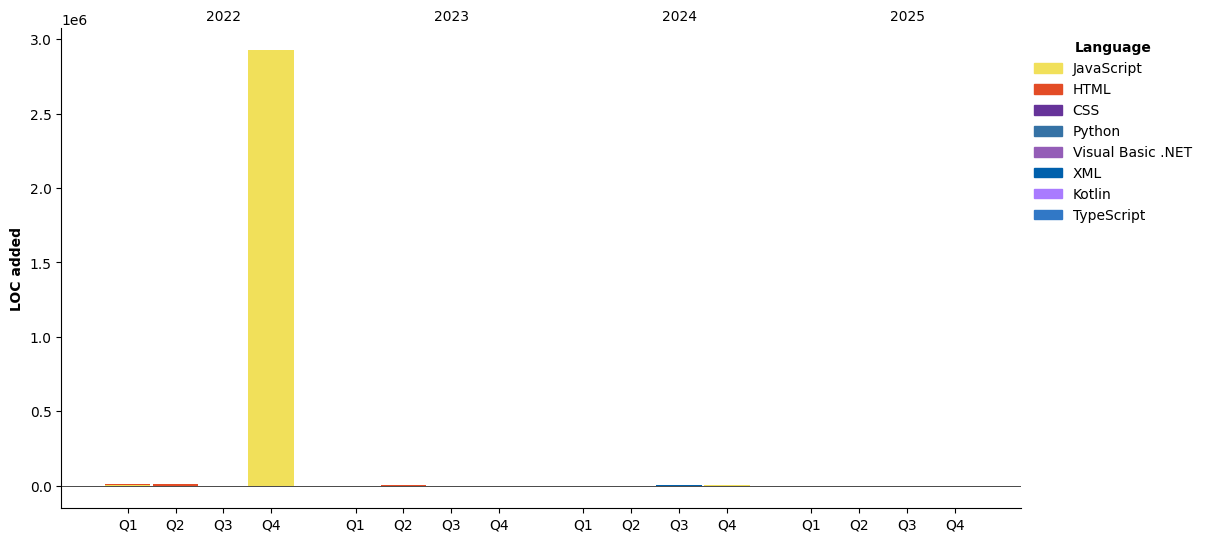 1e6
2022 2023 2024 2025
3.0
2.5
2.0
1.5
1.0
0.5
0.0
LOC added
Q1 Q2 Q3 Q4 Q1 Q2 Q3 Q4 Q1 Q2 Q3 Q4 Q1 Q2 Q3 Q4
Language
JavaScript
HTML
CSS
Python
Visual Basic .NET
XML
Kotlin
TypeScript